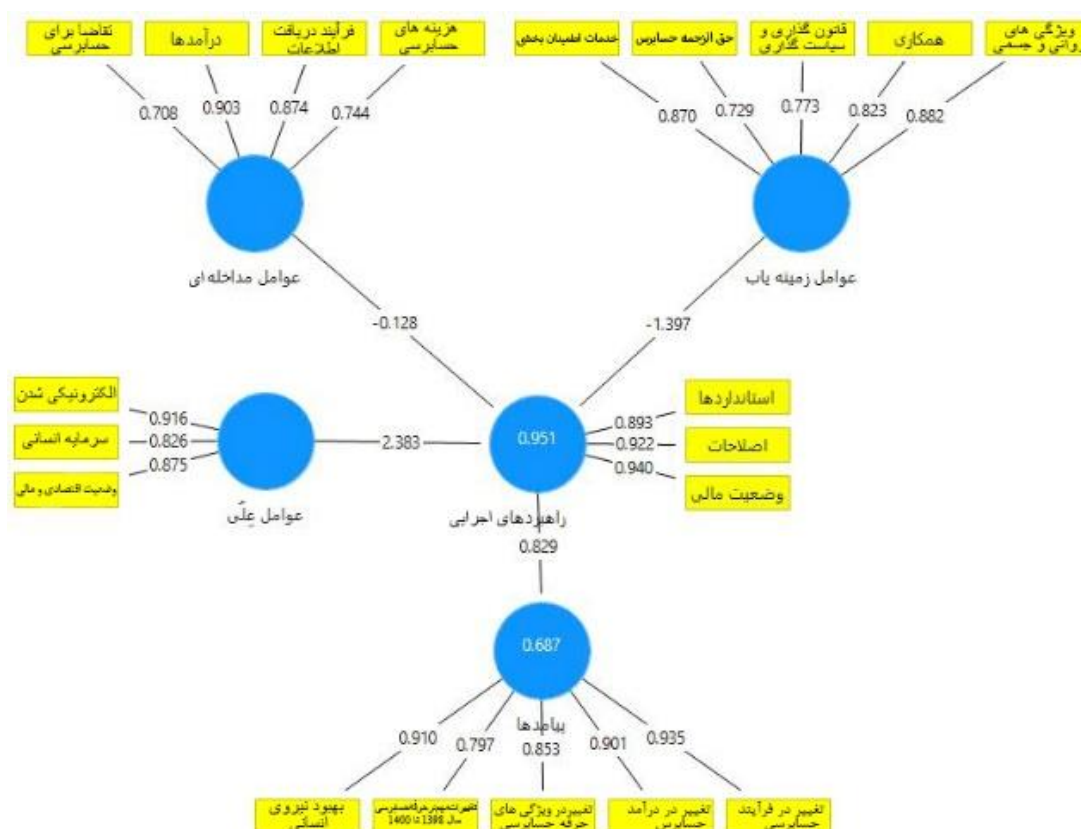 تقاضا برای
حسابرسی
درآمدها
فرآیند دریافت
اطلاعات
هزینه های
حسابرسی
خدمات اطمینان بخشی
حق الزحمه حسابرس
قانون گذاری و
سیاست گذاری
همکاری
ویژگی های
روانی و جسمی
0.708
0.903
0.874
0.744
0.870
0.729
0.773
0.823
0.882
عوامل مداخله ای
عوامل زمینه یاب
-0.128
-1.397
الکترونیکی شدن
سرمایه انسانی
وضعیت اقتصادی و مالی
0.916
0.826
0.875
عوامل عِلّی
2.383
0.951
راهبردهای اجرایی
0.893
0.922
0.940
استانداردها
اصلاحات
وضعیت مالی
0.829
0.687
پیامدها
0.910
0.797
0.853
0.901
0.935
بهبود نیروی
انسانی
سال 1398 تا 1400
تغییر در ویژگی های
حرفه حسابرسی
تغییر در درآمد
حسابرس
تغییر در فرآیند
حسابرسی